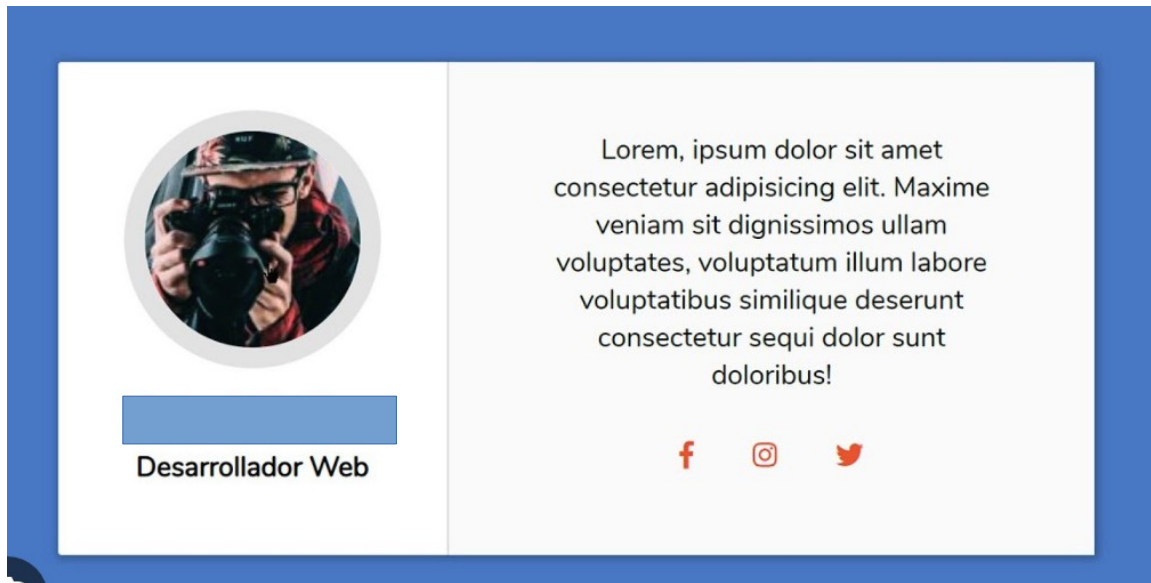 Desarrollador Web
Lorem, ipsum dolor sit amet
consectetur adipisicing elit. Maxime
veniam sit dignissimos ullam
voluptates, voluptatum illum labore
voluptatibus similique deserunt
consectetur sequi dolor sunt
doloribus!